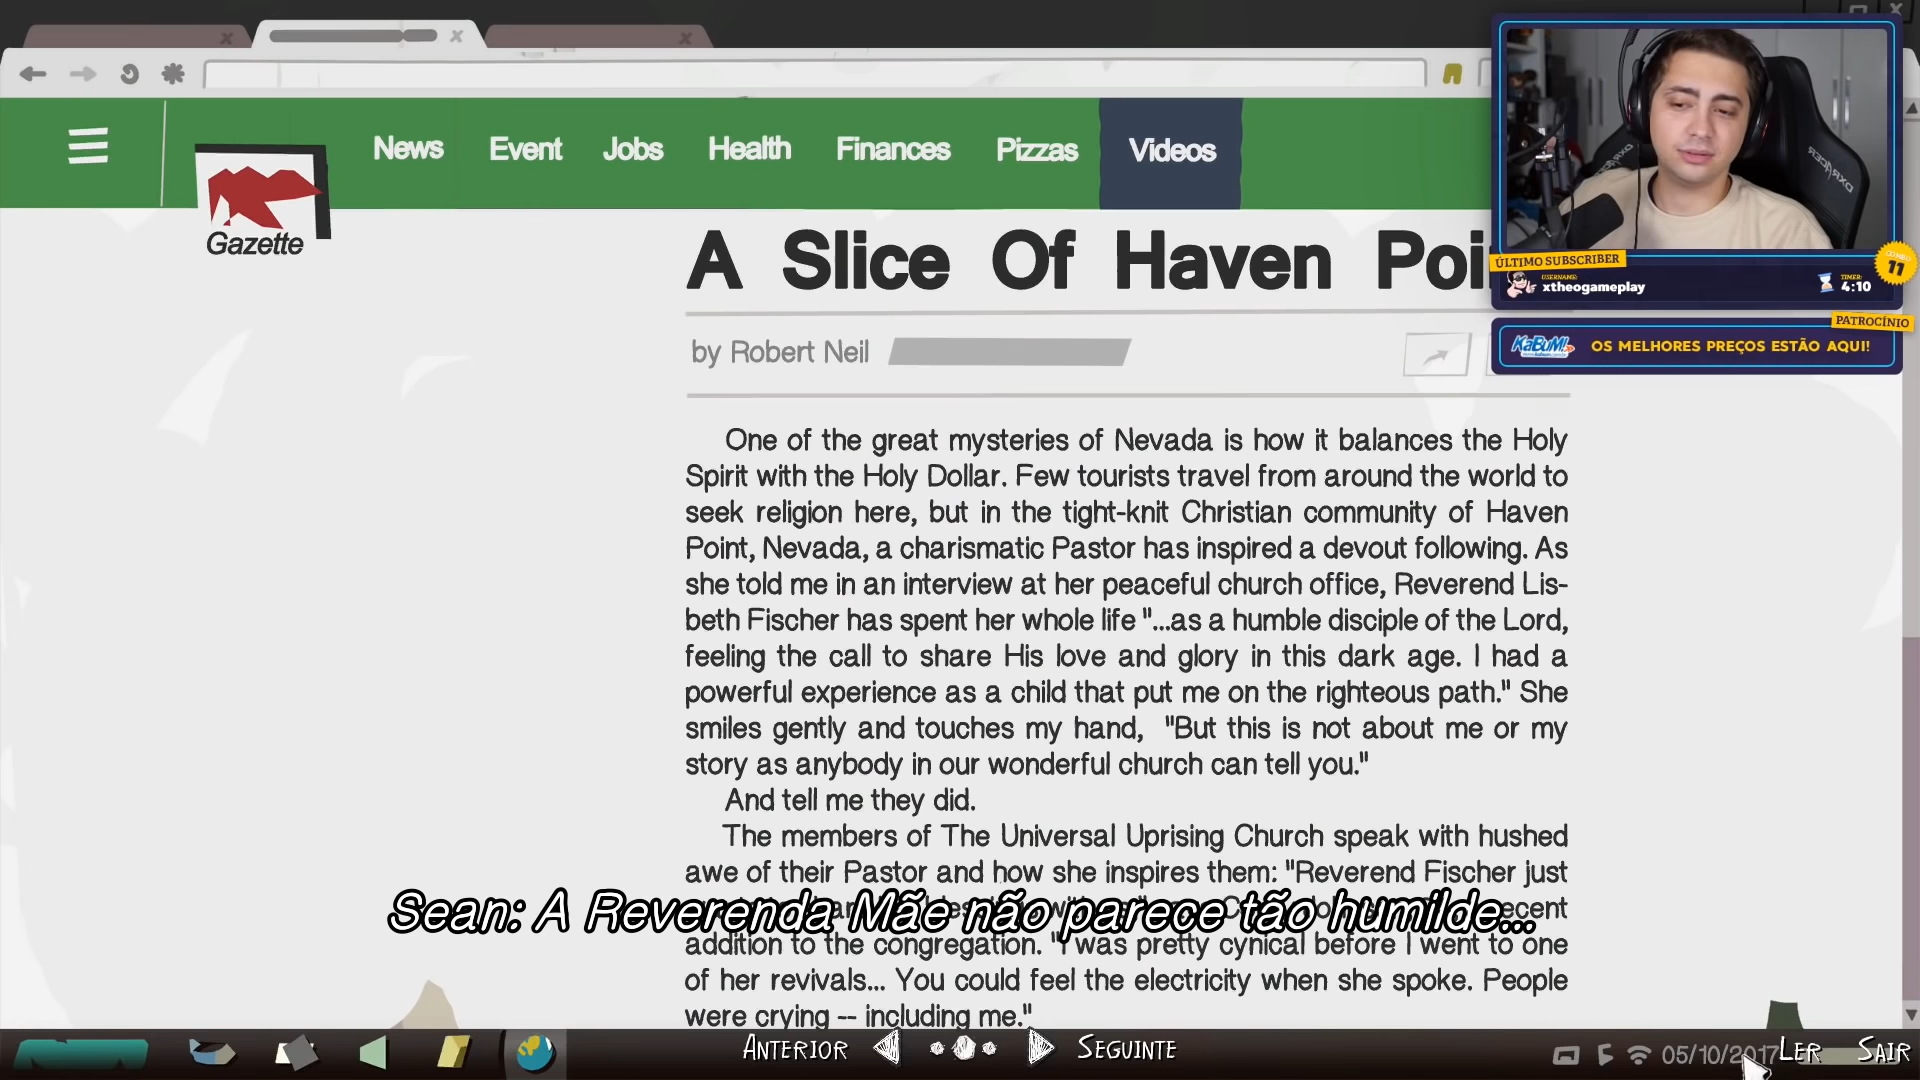 News Event Jobs Health Finances Pizzas Videos
Gazette
A Slice Of Haven Poi
by Robert Neil
ÚLTIMO SUBSCRIBER
USERNAME:
xtheogameplay
TIMER:
4:10
COMBO
11
PATROCÍNIO
KaBuM! OS MELHORES PREÇOS ESTÃO AQUI!
DXRACER
One of the great mysteries of Nevada is how it balances the Holy
Spirit with the Holy Dollar. Few tourists travel from around the world to
seek religion here, but in the tight-knit Christian community of Haven
Point, Nevada, a charismatic Pastor has inspired a devout following. As
she told me in an interview at her peaceful church office, Reverend Lis-
beth Fischer has spent her whole life "...as a humble disciple of the Lord,
feeling the call to share His love and glory in this dark age. I had a
powerful experience as a child that put me on the righteous path." She
smiles gently and touches my hand, "But this is not about me or my
story as anybody in our wonderful church can tell you."
And tell me they did.
The members of The Universal Uprising Church speak with hushed
awe of their Pastor and how she inspires them: "Reverend Fischer just
Sean: A Reverenda Mãe não parece tão humilde...
addition to the congregation. "I was pretty cynical before I went to one
of her revivals... You could feel the electricity when she spoke. People
were crying -- including me."
ANTERIOR SEGUINTE
05/10/2017
LER SAIR